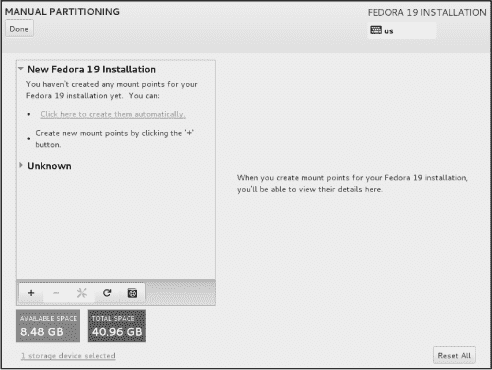 MANUAL PARTITIONING
FEDORA 19 INSTALLATION
Done
us
New Fedora 19 Installation
You haven't created any mount points for your
Fedora 19 installation yet. You can:
• Click here to create them automatically.
• Create new mount points by clicking the '+'
button.
Unknown
When you create mount points for your Fedora 19 installation,
you'll be able to view their details here.
+ −
AVAILABLE SPACE
8.48 GB
TOTAL SPACE
40.96 GB
1 storage device selected
Reset All